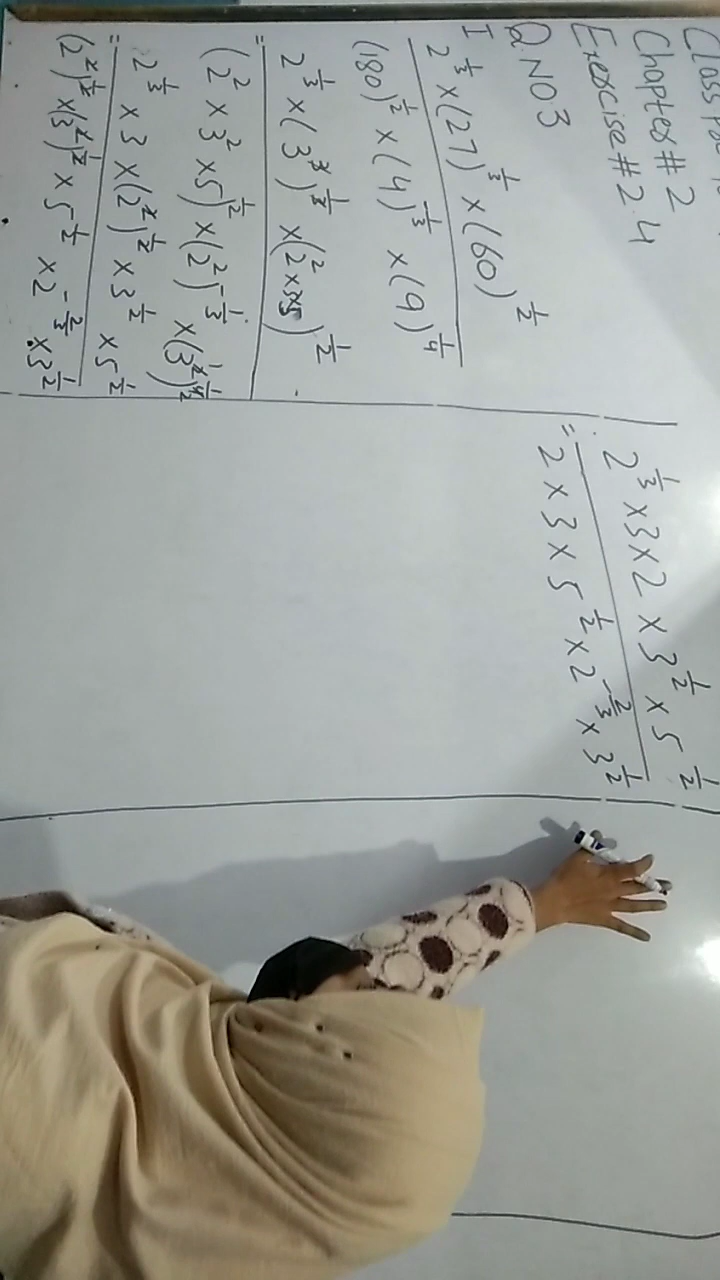 Class
Chapter # 2
Exercise # 2.4
Q.NO3
I 2^{1/3} × (27)^{1/3} × (60)^{1/2}
(180)^{1/2} × (4)^{-1/3} × (9)^{1/4}
= 2^{1/3} × (3^3)^{1/3} × (2^2×3×5)^{1/2}
(2^2 × 3^2 × 5)^{1/2} × (2^2)^{-1/3} × (3^2)^{1/4}
= 2^{1/3} × 3 × (2^2)^{1/2} × 3^{1/2} × 5^{1/2}
(2^2)^{1/2} × (3^2)^{1/2} × 5^{1/2} × 2^{-2/3} × 3^{1/2}
= 2^{1/3} × 3 × 2 × 3^{1/2} × 5^{1/2}
2 × 3 × 5^{1/2} × 2^{-2/3} × 3^{1/2}